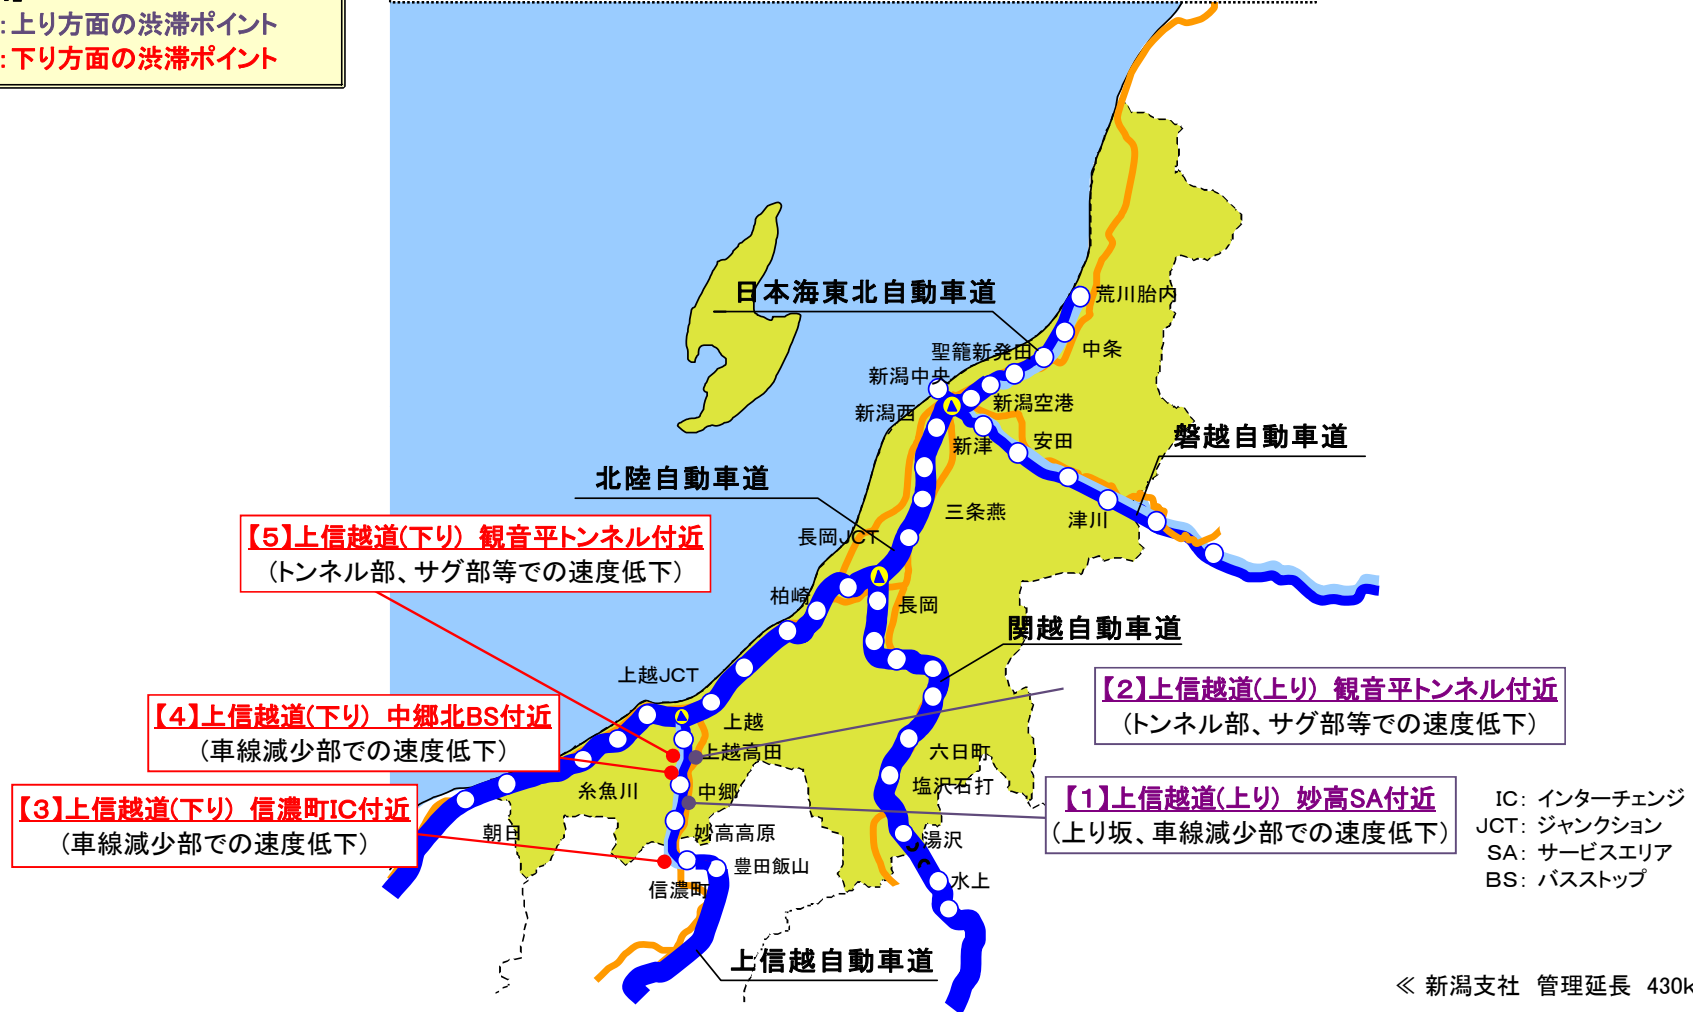 ：上り方面の渋滞ポイント
：下り方面の渋滞ポイント
日本海東北自動車道
荒川胎内
中条
聖籠新発田
新潟中央
新潟空港
新潟西
新津
安田
磐越自動車道
北陸自動車道
三条燕
津川
長岡JCT
【5】上信越道(下り) 観音平トンネル付近
(トンネル部、サグ部等での速度低下)
柏崎
長岡
関越自動車道
上越JCT
【2】上信越道(上り) 観音平トンネル付近
(トンネル部、サグ部等での速度低下)
【4】上信越道(下り) 中郷北BS付近
(車線減少部での速度低下)
上越
上越高田
六日町
塩沢石打
糸魚川
中郷
【1】上信越道(上り) 妙高SA付近
(上り坂、車線減少部での速度低下)
【3】上信越道(下り) 信濃町IC付近
(車線減少部での速度低下)
朝日
妙高高原
湯沢
豊田飯山
水上
信濃町
上信越自動車道
IC： インターチェンジ
JCT： ジャンクション
SA： サービスエリア
BS： バスストップ
≪ 新潟支社 管理延長 430k